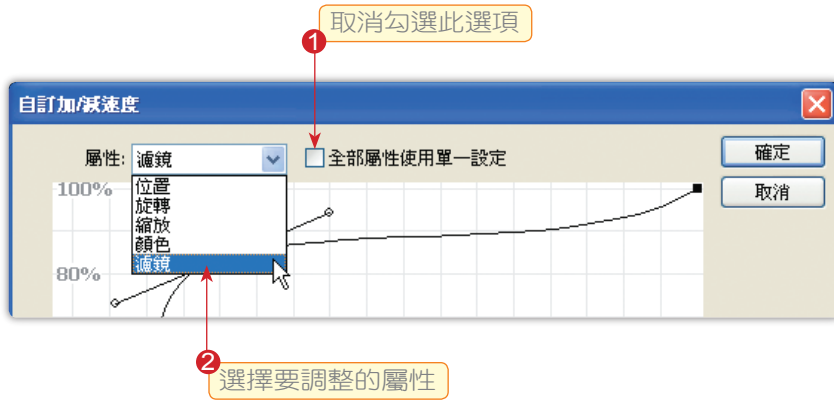 取消勾選此選項
1
自訂加/減速度
屬性: 濾鏡
全部屬性使用單一設定
確定
取消
100%
位置
旋轉
縮放
顏色
濾鏡
80%
2
選擇要調整的屬性